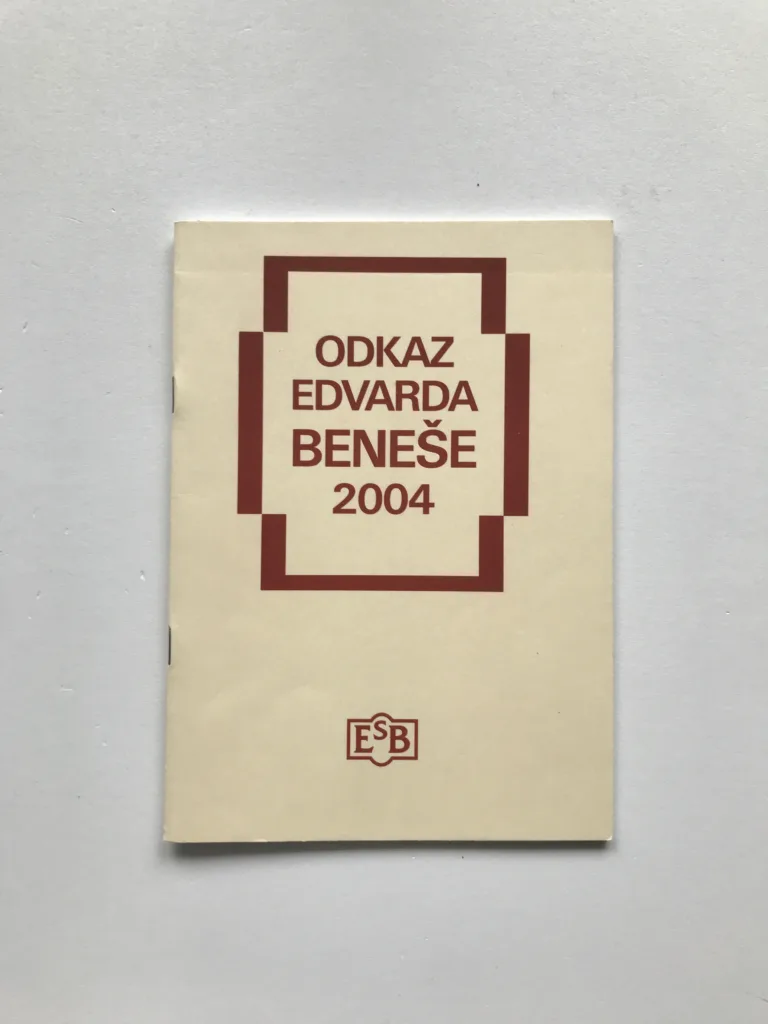 ODKAZ
EDVARDA
BENEŠE
2004
ESB